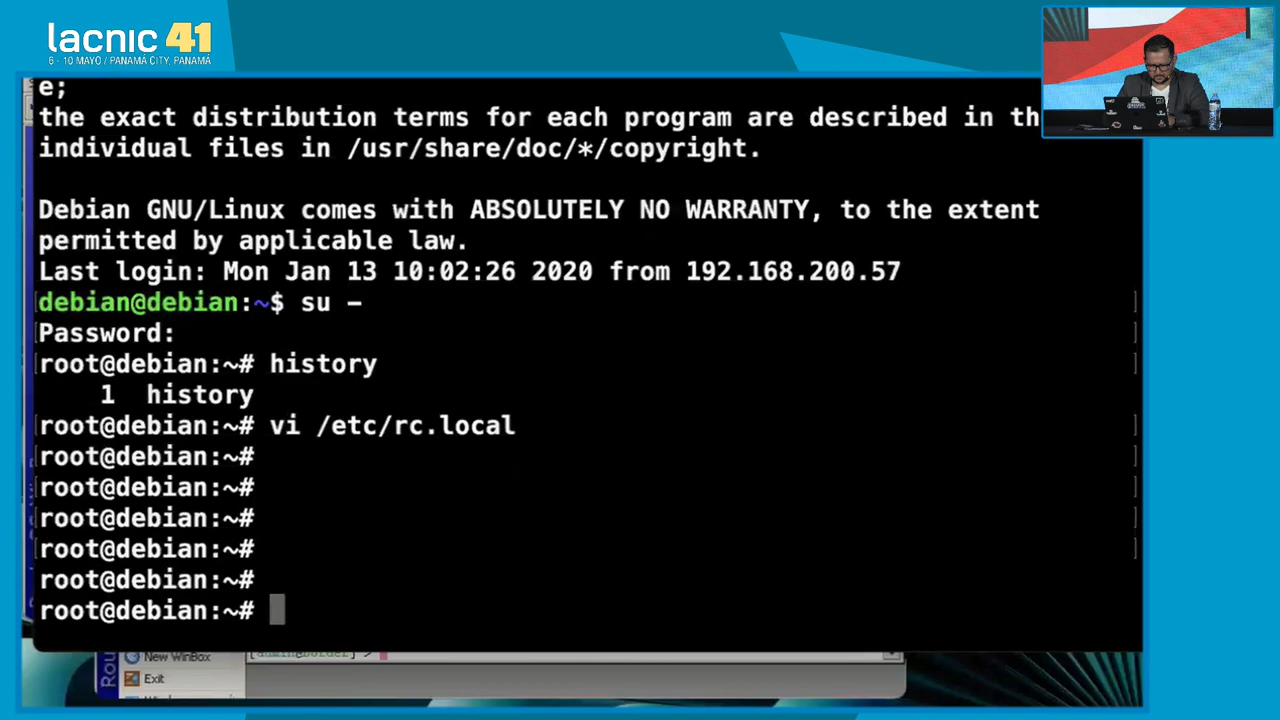 lacnic 41
6 - 10 MAYO / PANAMÁ CITY, PANAMÁ
e;
the exact distribution terms for each program are described in th
individual files in /usr/share/doc/*/copyright.
Debian GNU/Linux comes with ABSOLUTELY NO WARRANTY, to the extent
permitted by applicable law.
Last login: Mon Jan 13 10:02:26 2020 from 192.168.200.57
debian@debian:~$ su -
Password:
root@debian:~# history
1 history
root@debian:~# vi /etc/rc.local
root@debian:~#
root@debian:~#
root@debian:~#
root@debian:~#
root@debian:~#
root@debian:~#
New WinBox
Exit
Rou